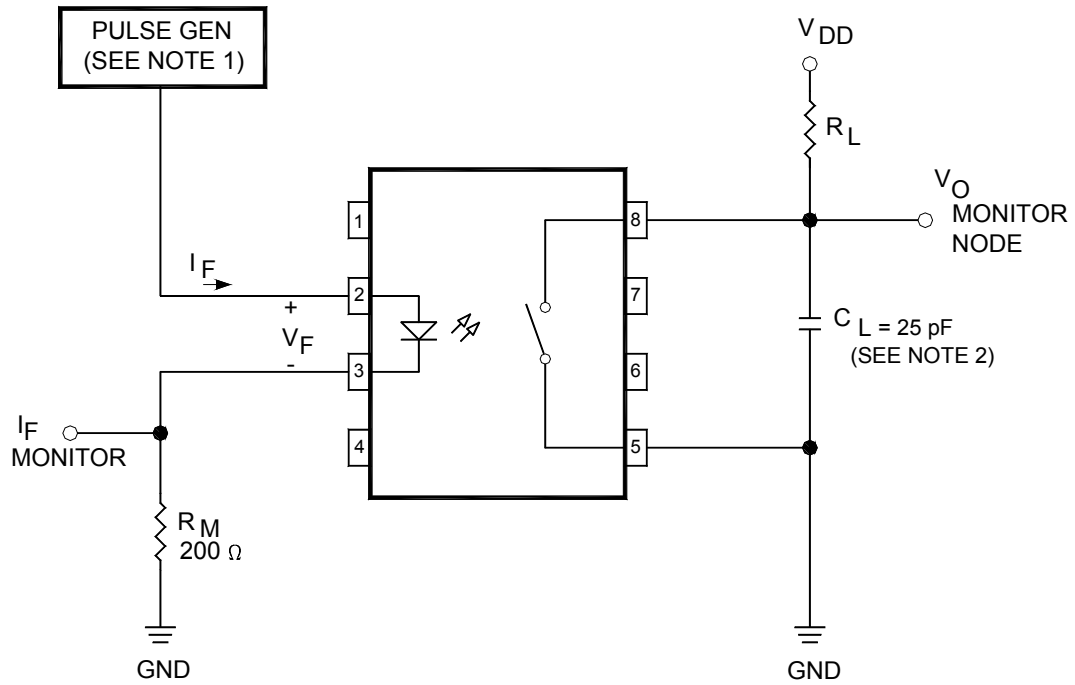 PULSE GEN
(SEE NOTE 1)
V DD
R L
V O
MONITOR
NODE
1
8
I F
2
7
+
V F
-
C L = 25 pF
(SEE NOTE 2)
3
6
I F
MONITOR
4
5
R M
200 Ω
GND
GND